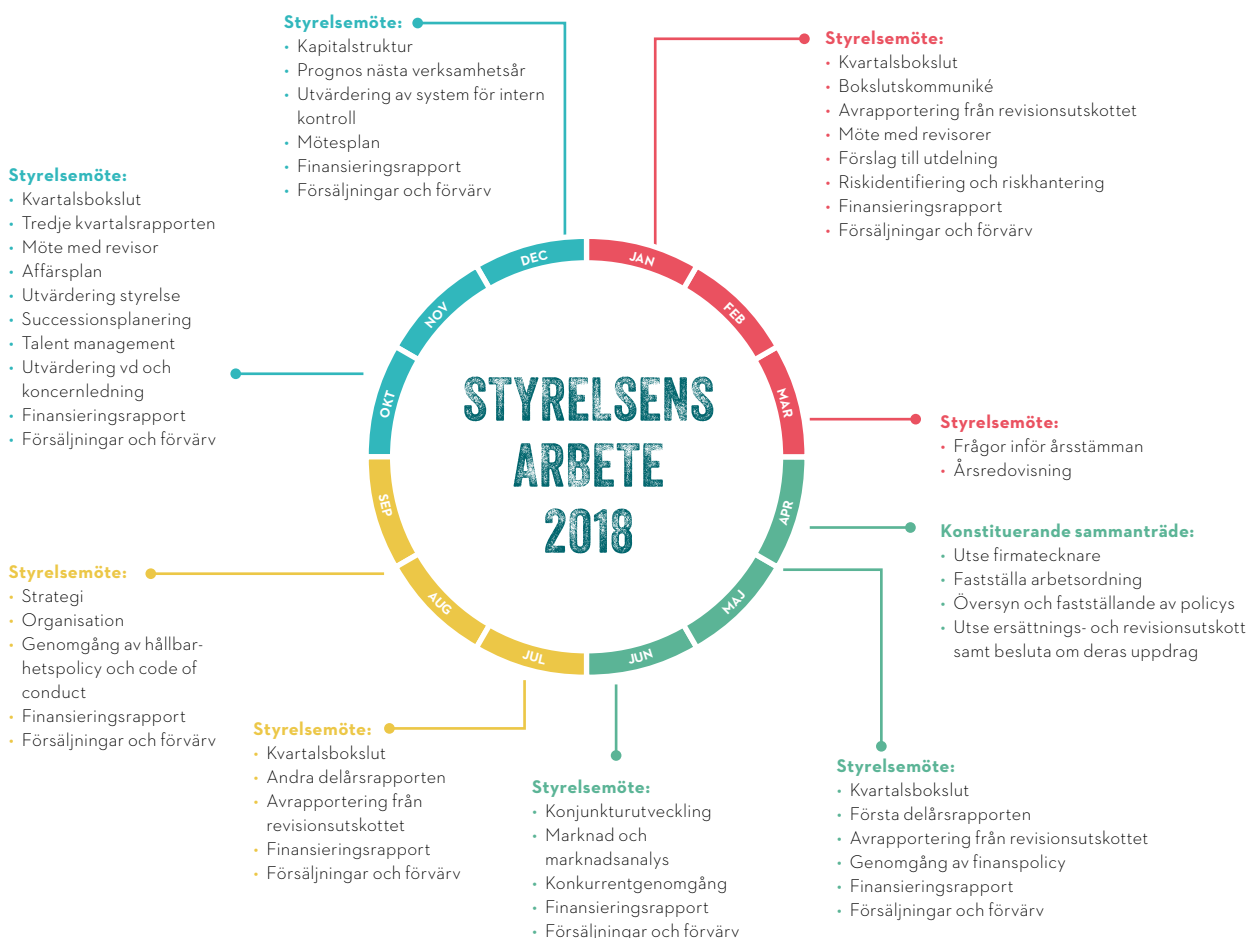 STYRELSENS
ARBETE
2018
JAN
FEB
MAR
APR
MAJ
JUN
JUL
AUG
SEP
OKT
NOV
DEC
Styrelsemöte:
• Kvartalsbokslut
• Bokslutskommuniké
• Avrapportering från revisionsutskottet
• Möte med revisorer
• Förslag till utdelning
• Riskidentifiering och riskhantering
• Finansieringsrapport
• Försäljningar och förvärv
Styrelsemöte:
• Frågor inför årsstämman
• Årsredovisning
Konstituerande sammanträde:
• Utse firmatecknare
• Fastställa arbetsordning
• Översyn och fastställande av policys
• Utse ersättnings- och revisionsutskott
samt besluta om deras uppdrag
Styrelsemöte:
• Kvartalsbokslut
• Första delårsrapporten
• Avrapportering från revisionsutskottet
• Genomgång av finanspolicy
• Finansieringsrapport
• Försäljningar och förvärv
Styrelsemöte:
• Konjunkturutveckling
• Marknad och
marknadsanalys
• Konkurrentgenomgång
• Finansieringsrapport
• Försäljningar och förvärv
Styrelsemöte:
• Kvartalsbokslut
• Andra delårsrapporten
• Avrapportering från
revisionsutskottet
• Finansieringsrapport
• Försäljningar och förvärv
Styrelsemöte:
• Strategi
• Organisation
• Genomgång av hållbar-
hetspolicy och code of
conduct
• Finansieringsrapport
• Försäljningar och förvärv
Styrelsemöte:
• Kvartalsbokslut
• Tredje kvartalsrapporten
• Möte med revisor
• Affärsplan
• Utvärdering styrelse
• Successionsplanering
• Talent management
• Utvärdering vd och
koncernledning
• Finansieringsrapport
• Försäljningar och förvärv
Styrelsemöte:
• Kapitalstruktur
• Prognos nästa verksamhetsår
• Utvärdering av system för intern
kontroll
• Mötesplan
• Finansieringsrapport
• Försäljningar och förvärv